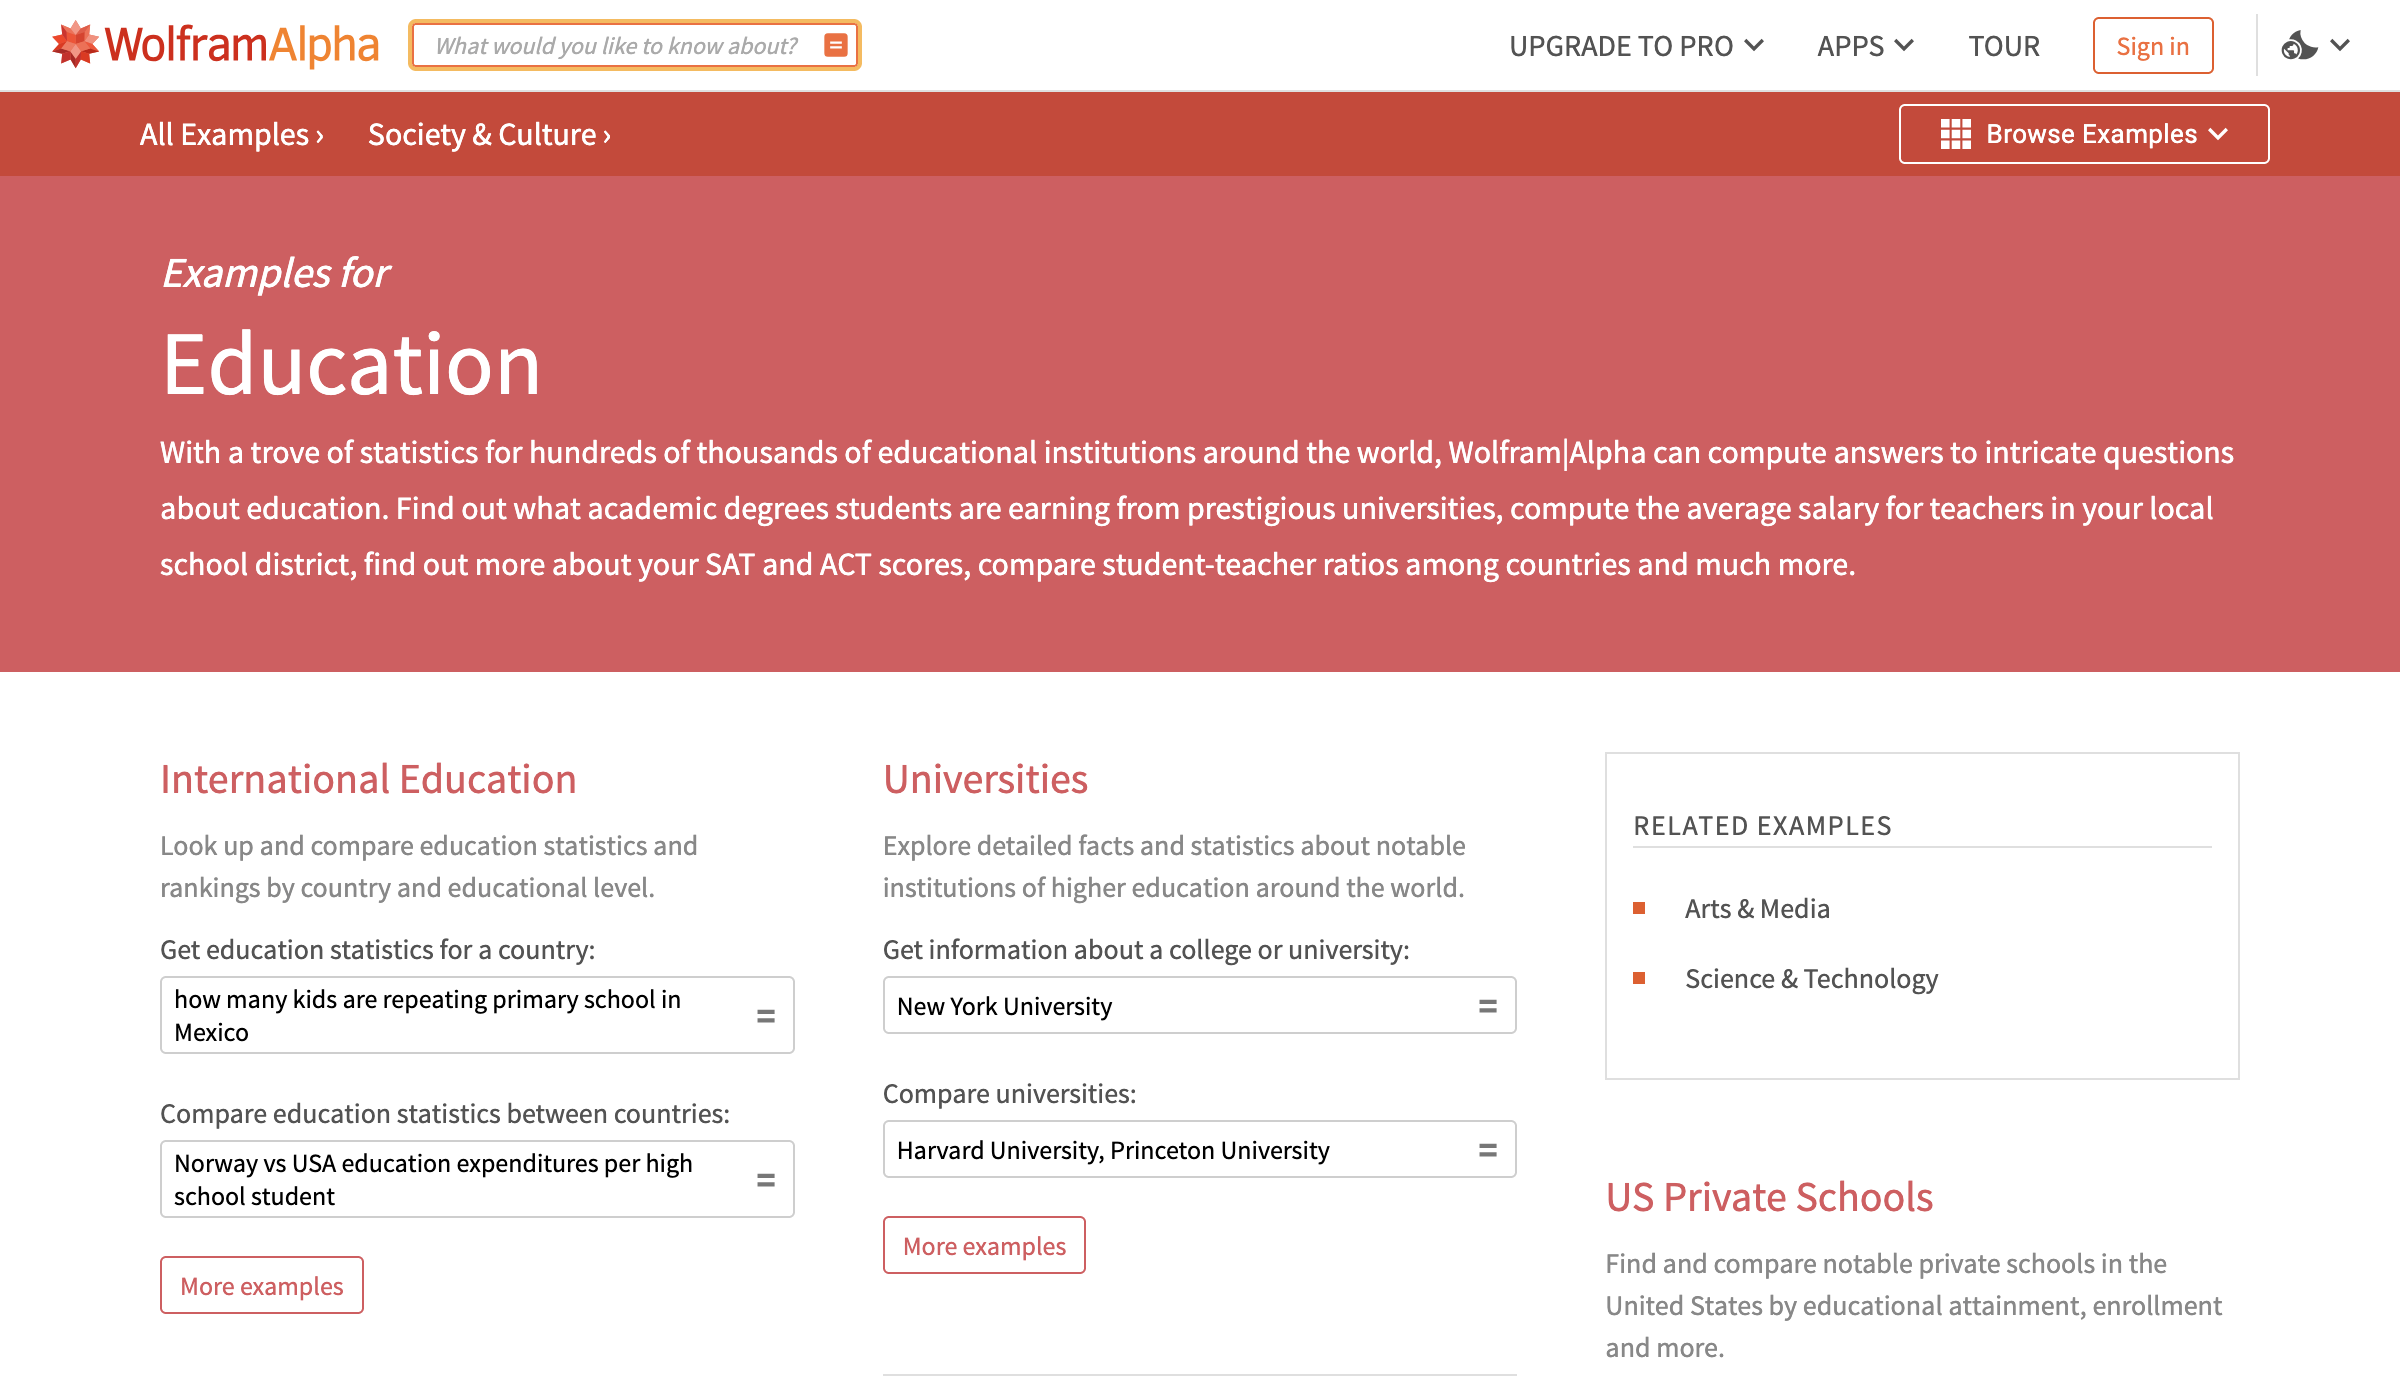 WolframAlpha
What would you like to know about?
UPGRADE TO PRO
APPS
TOUR
Sign in
All Examples ›
Society & Culture ›
Browse Examples
Examples for
Education
With a trove of statistics for hundreds of thousands of educational institutions around the world, Wolfram|Alpha can compute answers to intricate questions
about education. Find out what academic degrees students are earning from prestigious universities, compute the average salary for teachers in your local
school district, find out more about your SAT and ACT scores, compare student-teacher ratios among countries and much more.
International Education
Look up and compare education statistics and
rankings by country and educational level.
Get education statistics for a country:
how many kids are repeating primary school in
Mexico
Compare education statistics between countries:
Norway vs USA education expenditures per high
school student
More examples
Universities
Explore detailed facts and statistics about notable
institutions of higher education around the world.
Get information about a college or university:
New York University
Compare universities:
Harvard University, Princeton University
More examples
RELATED EXAMPLES
Arts & Media
Science & Technology
US Private Schools
Find and compare notable private schools in the
United States by educational attainment, enrollment
and more.